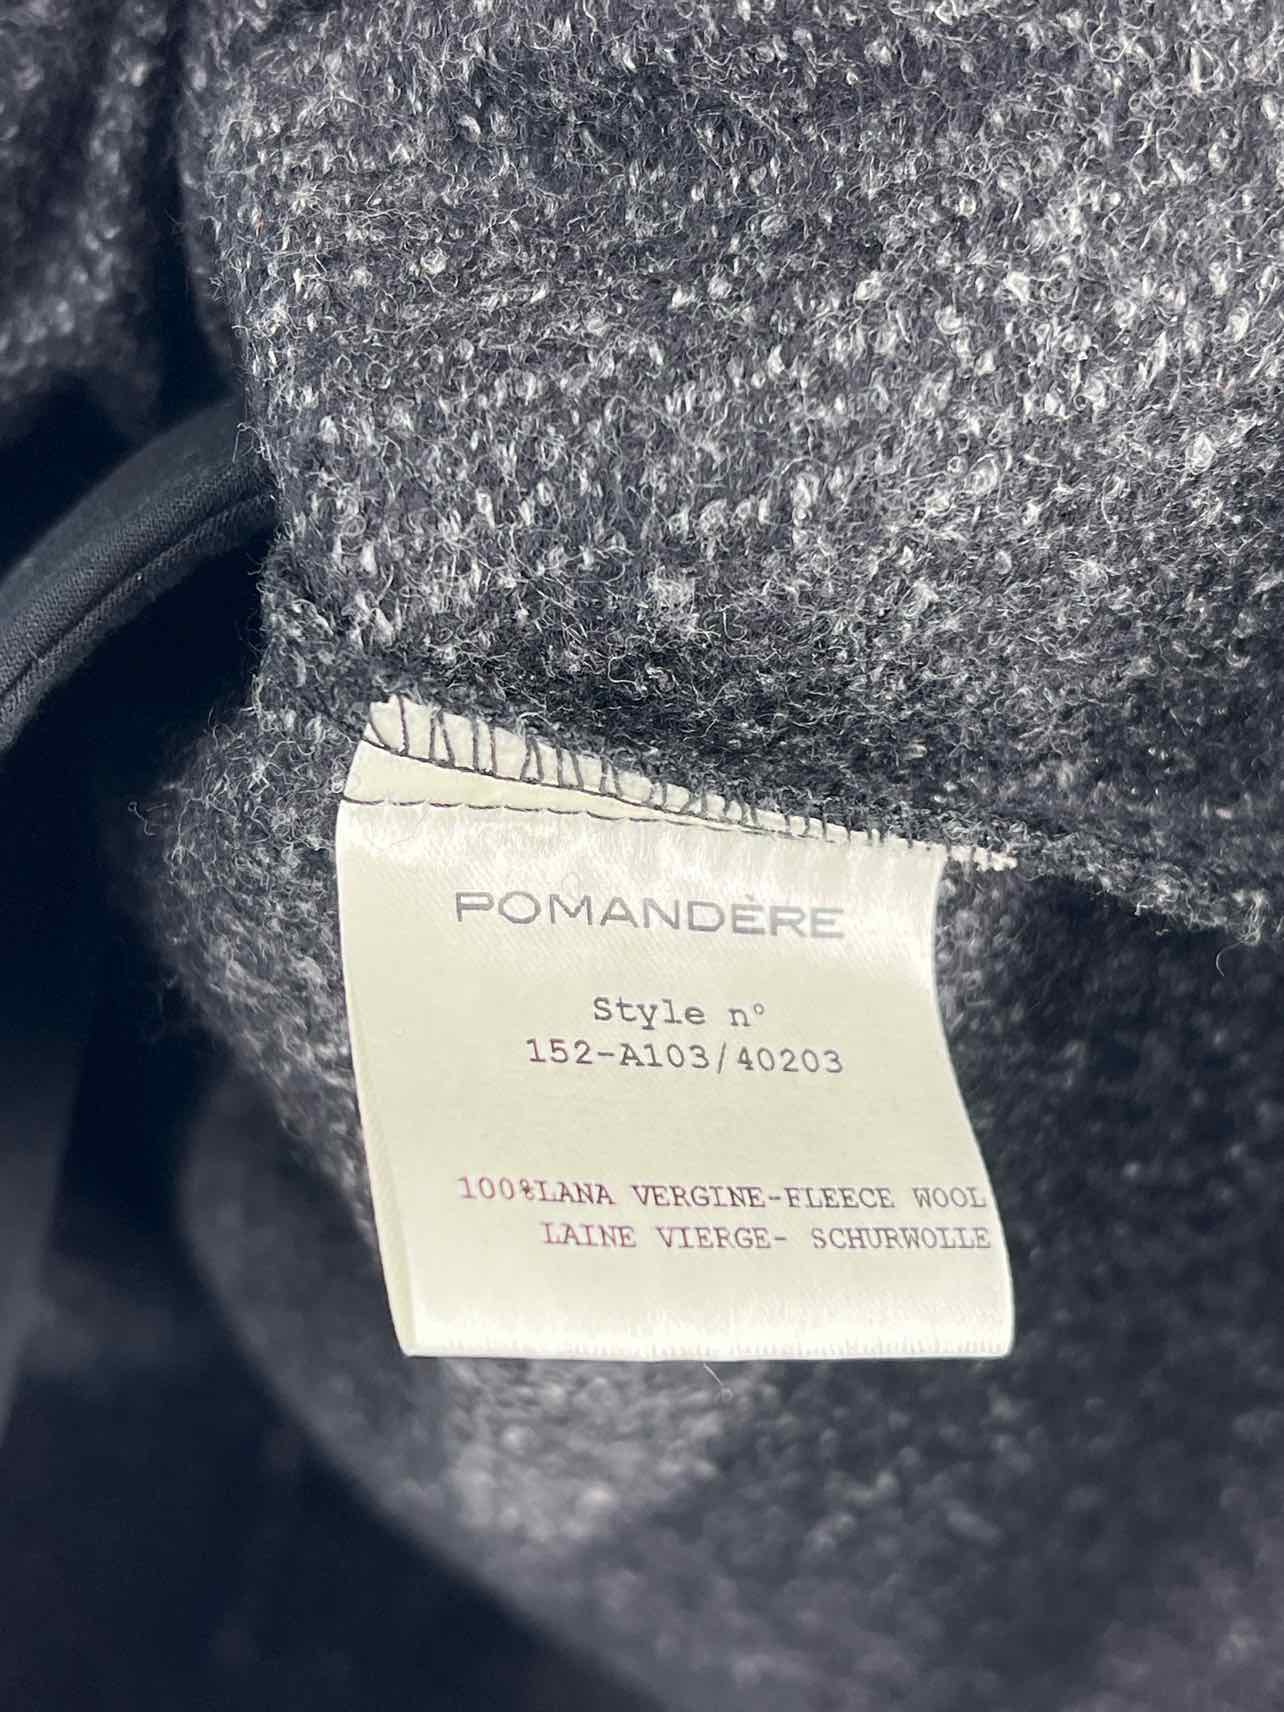 POMANDÈRE
Style n°
152-A103/40203
100%LANA VERGINE-FLEECE WOOL
LAINE VIERGE- SCHURWOLLE